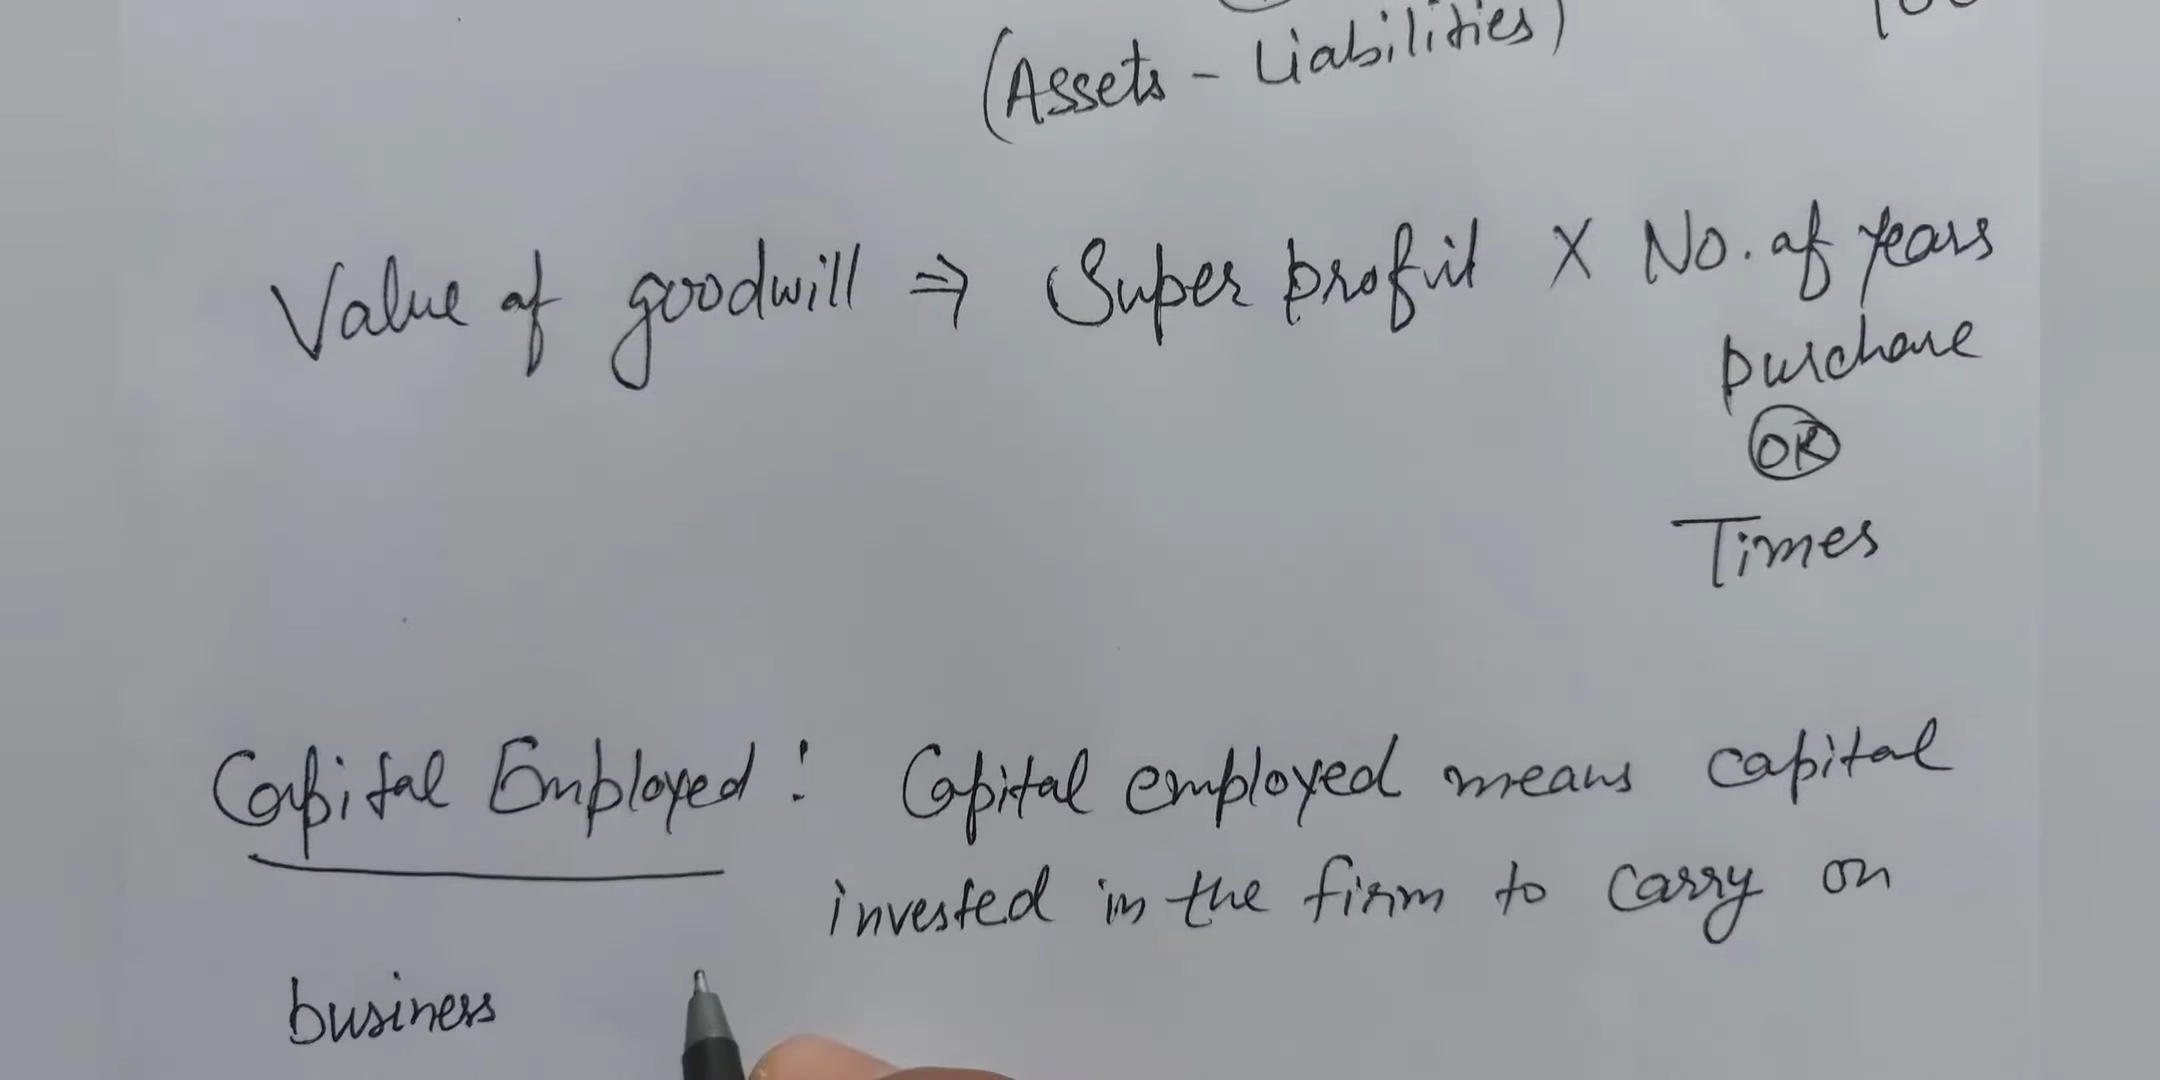 (Assets - Liabilities)
Value of goodwill ⇒ Super profit X No. of years
purchase
OR
Times
Capital Employed : Capital employed means capital
invested in the firm to carry on
business